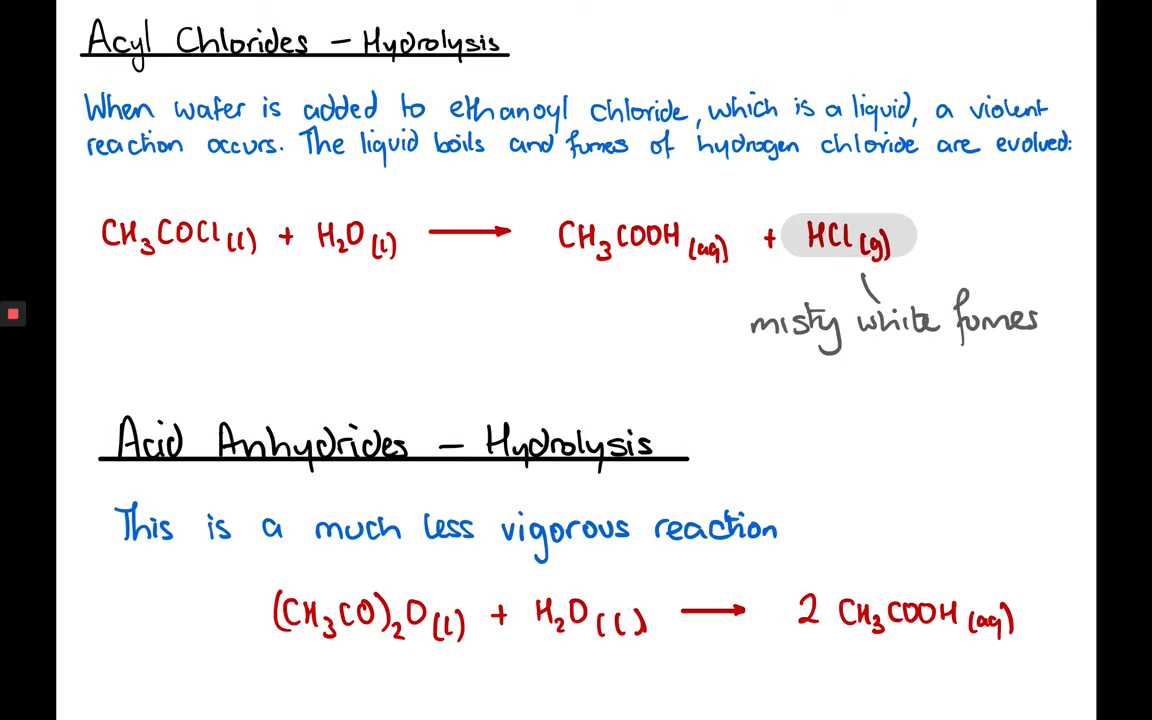 Acyl Chlorides – Hydrolysis
When water is added to ethanoyl chloride, which is a liquid, a violent
reaction occurs. The liquid boils and fumes of hydrogen chloride are evolved:
CH₃COCl(l) + H₂O(l) → CH₃COOH(aq) + HCl(g)
misty white fumes
Acid Anhydrides – Hydrolysis
This is a much less vigorous reaction
(CH₃CO)₂O(l) + H₂O(l) → 2 CH₃COOH(aq)